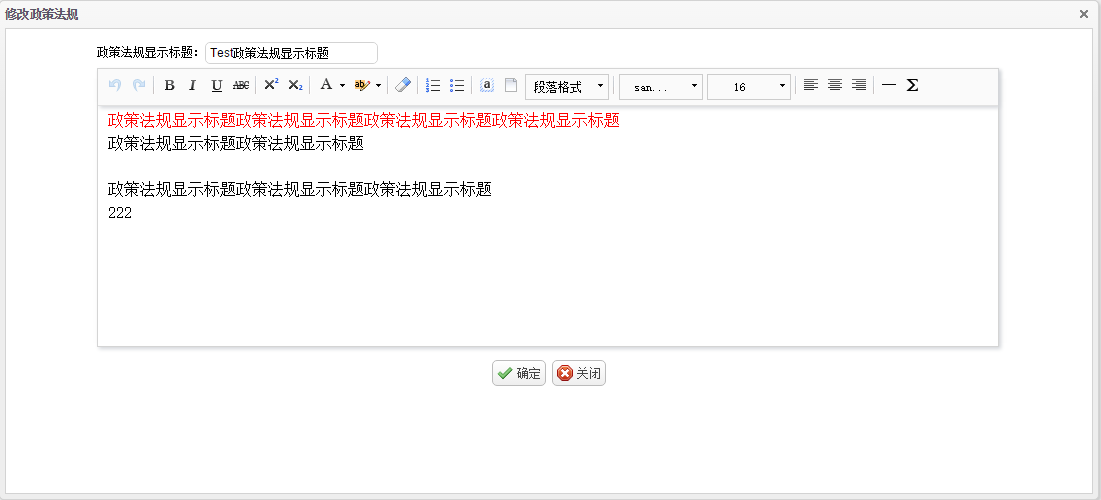 修改政策法规
政策法规显示标题： Test政策法规显示标题
B I U ABC X² X₂ A ab 段落格式 san... 16 Σ
政策法规显示标题政策法规显示标题政策法规显示标题政策法规显示标题
政策法规显示标题政策法规显示标题
政策法规显示标题政策法规显示标题政策法规显示标题
222
确定 关闭